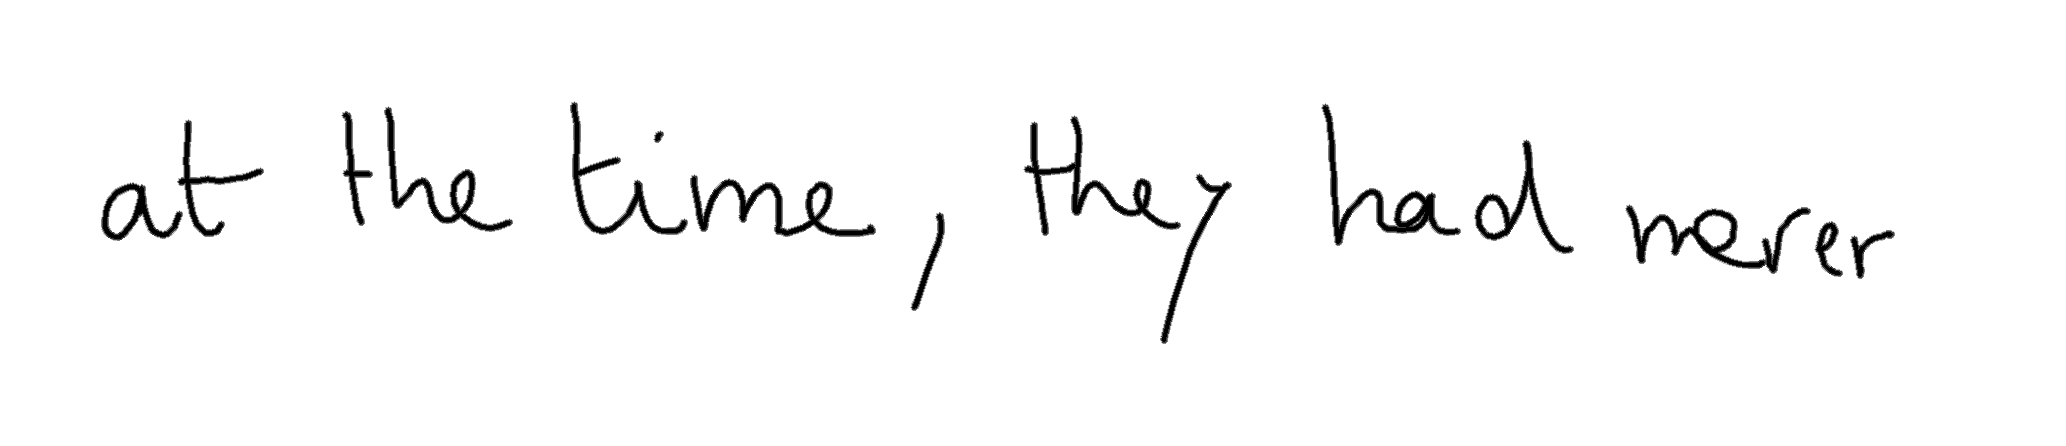 at the time, they had never